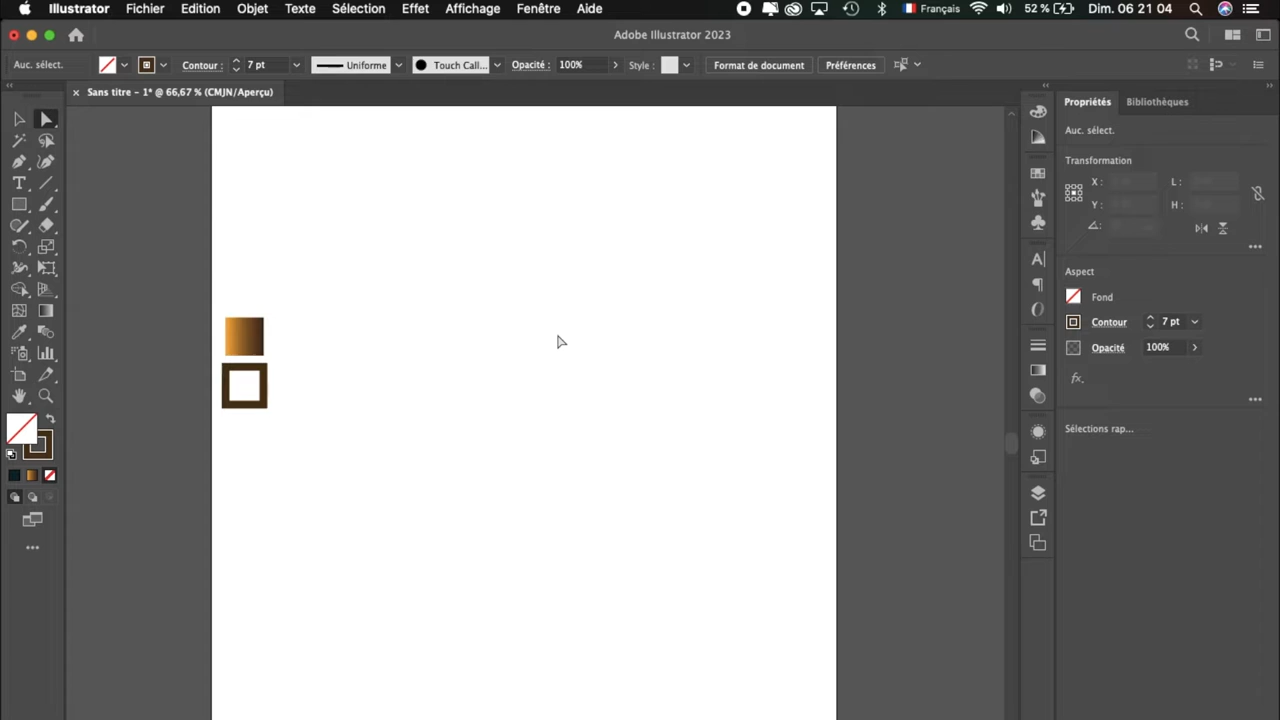 Illustrator Fichier Edition Objet Texte Sélection Effet Affichage Fenêtre Aide Français 52 % Dim. 06 21 04
Adobe Illustrator 2023
Auc. sélect. Contour : 7 pt Uniforme Touch Call... Opacité : 100% Style : Format de document Préférences
Sans titre - 1* @ 66,67 % (CMJN/Aperçu)
Propriétés Bibliothèques
Auc. sélect.
Transformation
X : L :
Y : H :
Aspect
Fond
Contour 7 pt
Opacité 100%
fx.
Sélections rap...